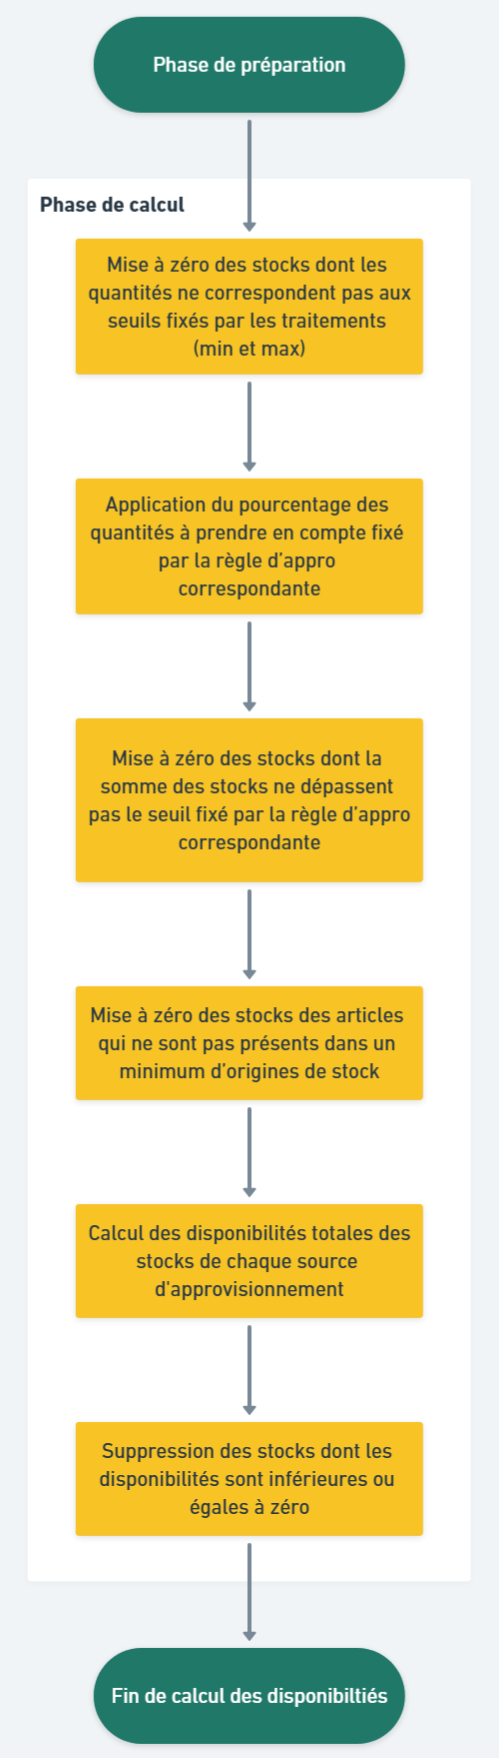 Phase de préparation
Phase de calcul
Mise à zéro des stocks dont les
quantités ne correspondent pas aux
seuils fixés par les traitements
(min et max)
Application du pourcentage des
quantités à prendre en compte fixé
par la règle d’appro
correspondante
Mise à zéro des stocks dont la
somme des stocks ne dépassent
pas le seuil fixé par la règle d’appro
correspondante
Mise à zéro des stocks des articles
qui ne sont pas présents dans un
minimum d’origines de stock
Calcul des disponibilités totales des
stocks de chaque source
d'approvisionnement
Suppression des stocks dont les
disponibilités sont inférieures ou
égales à zéro
Fin de calcul des disponibiltiés